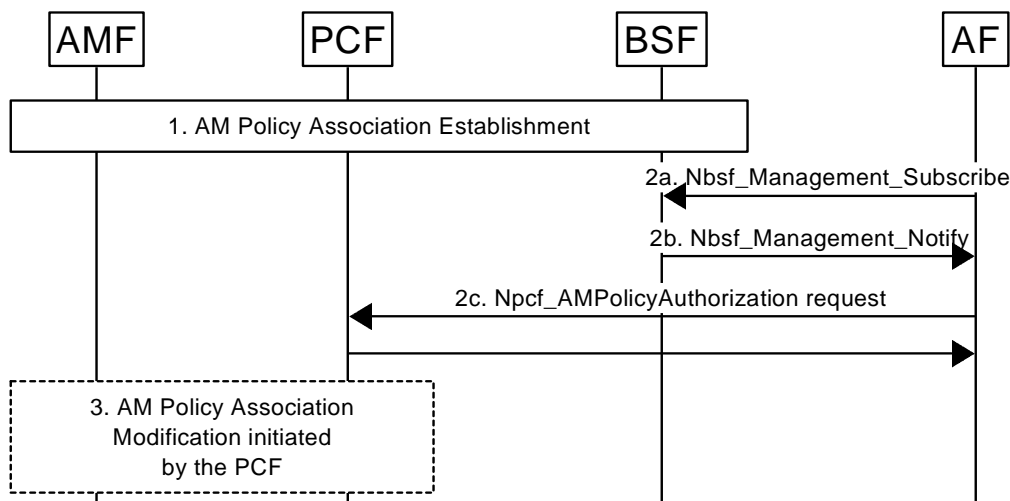 AMF PCF BSF AF
1. AM Policy Association Establishment
2a. Nbsf_Management_Subscribe
2b. Nbsf_Management_Notify
2c. Npcf_AMPolicyAuthorization request
3. AM Policy Association
Modification initiated
by the PCF